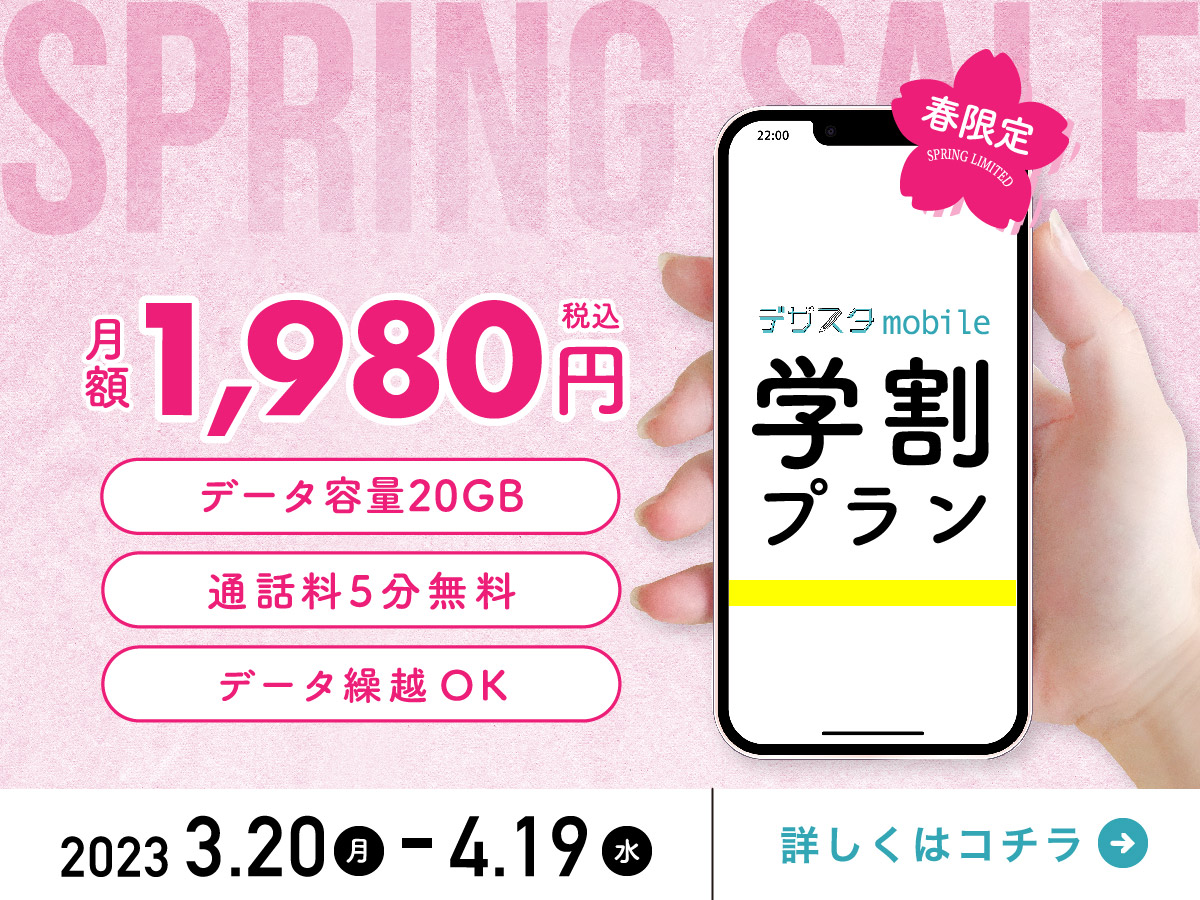 SPRING SALE
春限定
SPRING LIMITED
22:00
月額1,980円
税込
データ容量20GB
通話料5分無料
データ繰越OK
デザスタmobile
学割
プラン
2023 3.20月-4.19水
詳しくはコチラ